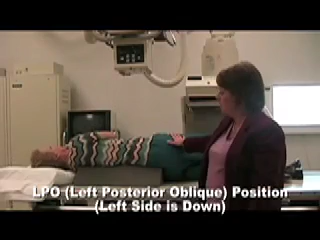 LPO (Left Posterior Oblique) Position
(Left Side is Down)